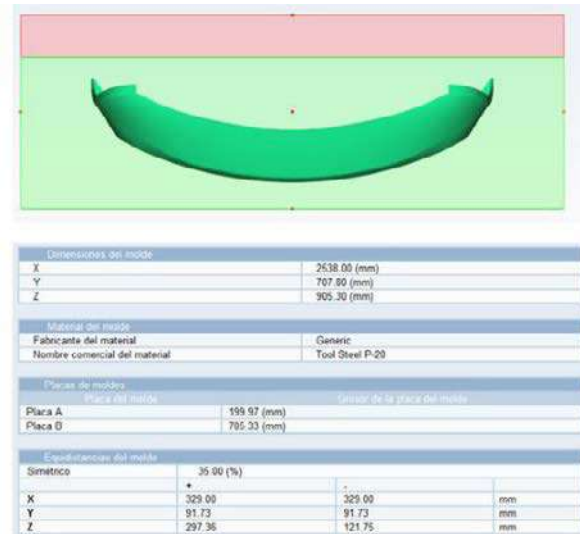 Dimensiones del molde
X 2538.00 (mm)
Y 707.80 (mm)
Z 905.30 (mm)
Material del molde
Fabricante del material Generic
Nombre comercial del material Tool Steel P-20
Placas de moldes
Placa del molde Grosor de la placa del molde
Placa A 199.97 (mm)
Placa B 705.33 (mm)
Equidistancias del molde
Simétrico 35.00 (%)
+ -
X 329.00 329.00 mm
Y 91.73 91.73 mm
Z 297.36 121.75 mm